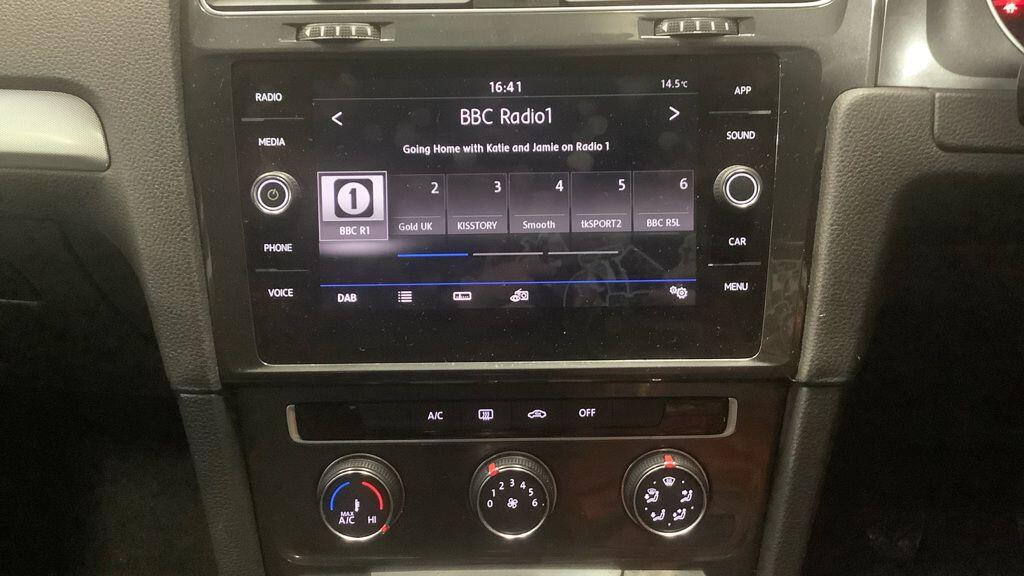 RADIO
MEDIA
PHONE
VOICE
16:41
14.5°C
< BBC Radio1 >
Going Home with Katie and Jamie on Radio 1
1 2 3 4 5 6
BBC R1 Gold UK KISSTORY Smooth tkSPORT2 BBC R5L
DAB
APP
SOUND
CAR
MENU
A/C OFF
MAX
A/C HI
0 1 2 3 4 5 6